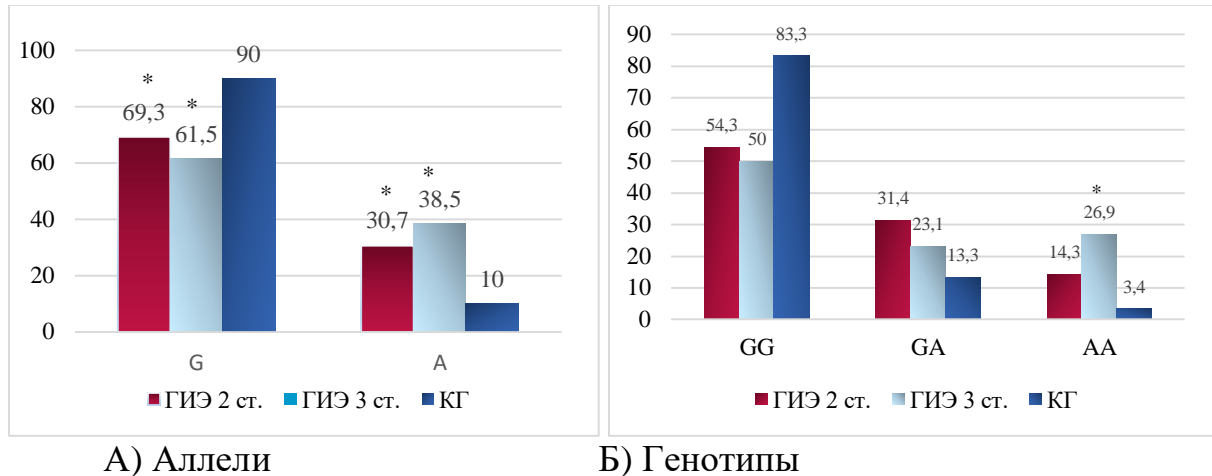 100
80
60
40
20
0
*
69,3
*
61,5
90
*
30,7
*
38,5
10
G
A
ГИЭ 2 ст.
ГИЭ 3 ст.
КГ
90
80
70
60
50
40
30
20
10
0
54,3
50
83,3
31,4
23,1
13,3
14,3
*
26,9
3,4
GG
GA
AA
ГИЭ 2 ст.
ГИЭ 3 ст.
КГ
А) Аллели
Б) Генотипы